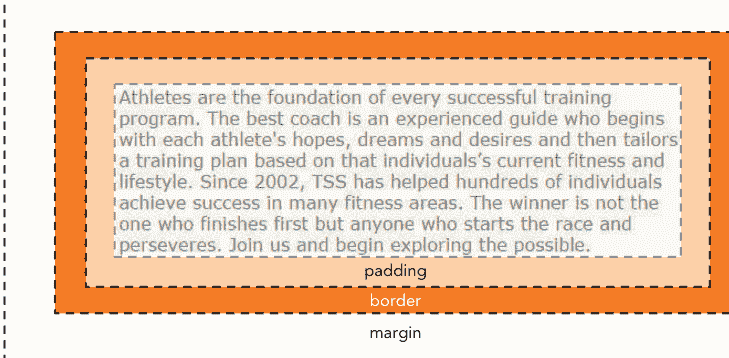 Athletes are the foundation of every successful training
program. The best coach is an experienced guide who begins
with each athlete's hopes, dreams and desires and then tailors
a training plan based on that individuals’s current fitness and
lifestyle. Since 2002, TSS has helped hundreds of individuals
achieve success in many fitness areas. The winner is not the
one who finishes first but anyone who starts the race and
perseveres. Join us and begin exploring the possible.
padding
border
margin